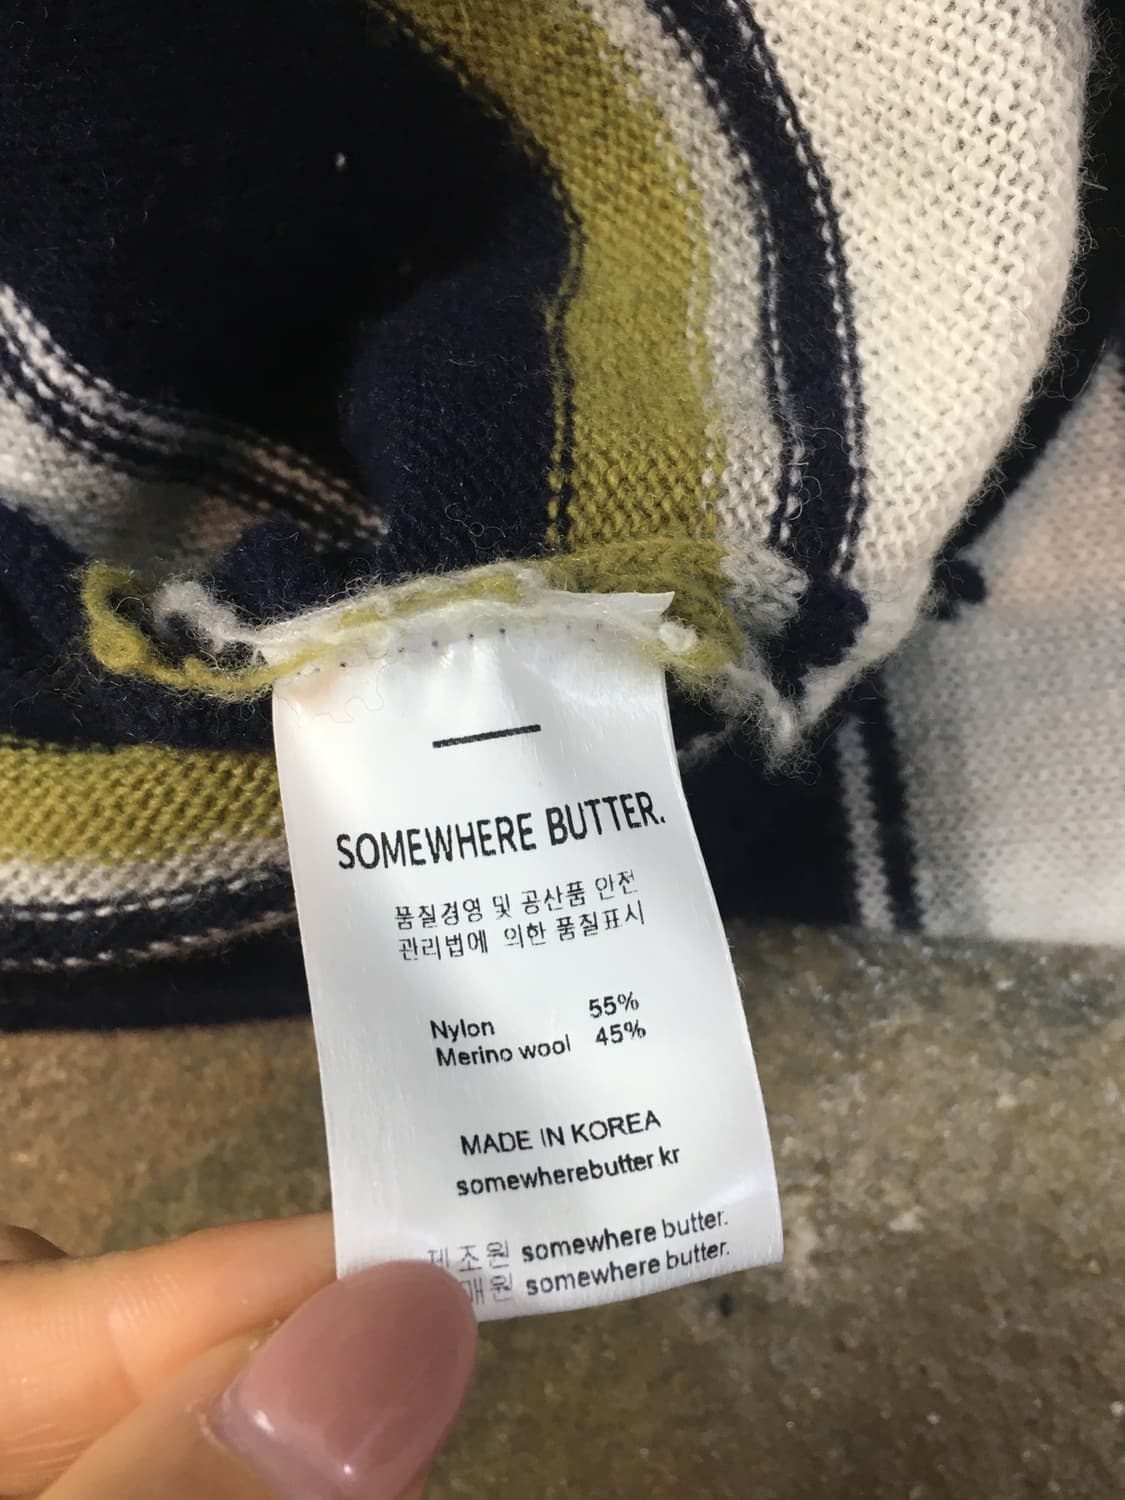 SOMEWHERE BUTTER.
품질경영 및 공산품 안전
관리법에 의한 품질표시
Nylon 55%
Merino wool 45%
MADE IN KOREA
somewherebutter.kr
제조원 somewhere butter.
매원 somewhere butter.